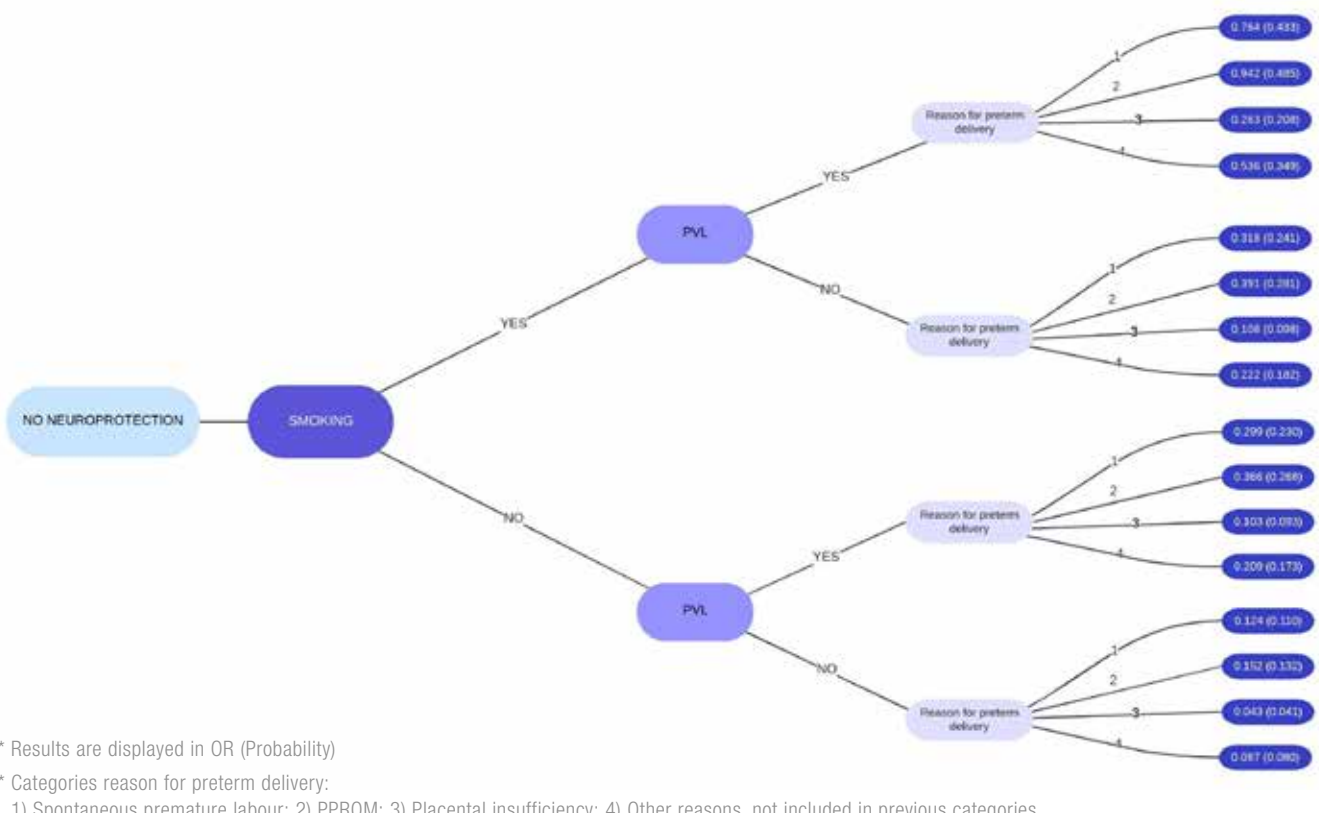 1
0.764 (0.433)
2
0.942 (0.485)
Reason for preterm
delivery
3
0.263 (0.208)
4
0.536 (0.349)
YES
PVL
1
0.318 (0.241)
NO
2
0.391 (0.281)
Reason for preterm
delivery
3
0.108 (0.098)
4
0.222 (0.182)
YES
NO NEUROPROTECTION
SMOKING
1
0.299 (0.230)
2
0.366 (0.268)
NO
Reason for preterm
delivery
3
0.103 (0.093)
4
0.209 (0.173)
YES
PVL
1
0.124 (0.110)
NO
2
0.152 (0.132)
Reason for preterm
delivery
3
0.043 (0.041)
4
0.087 (0.080)
* Results are displayed in OR (Probability)
* Categories reason for preterm delivery:
1) Spontaneous premature labour; 2) PPROM; 3) Placental insufficiency; 4) Other reasons, not included in previous categories